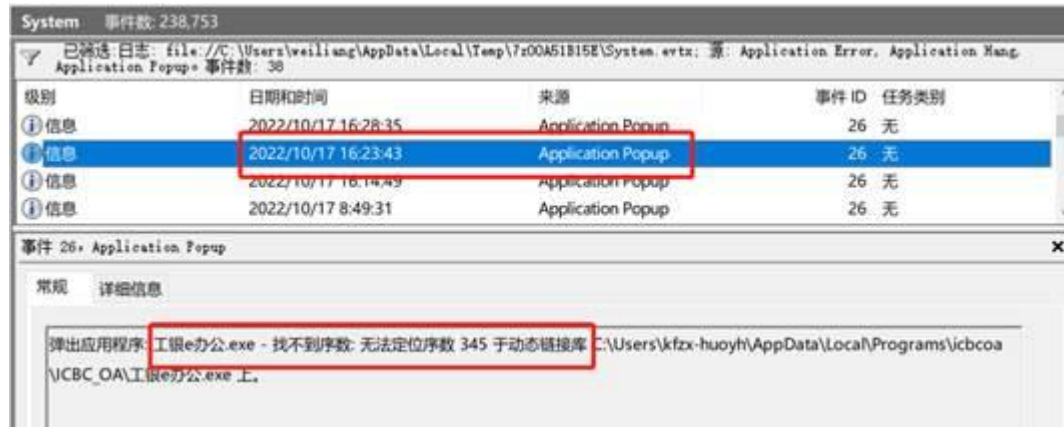 System 事件数: 238,753
已筛选:日志: file://C:\Users\weiliang\AppData\Local\Temp\7z00A51B15E\System.evtx; 源: Application Error, Application Hang,
Application Popup。事件数: 38
级别 日期和时间 来源 事件 ID 任务类别
信息 2022/10/17 16:28:35 Application Popup 26 无
信息 2022/10/17 16:23:43 Application Popup 26 无
信息 2022/10/17 16:14:49 Application Popup 26 无
信息 2022/10/17 8:49:31 Application Popup 26 无
事件 26, Application Popup
常规 详细信息
弹出应用程序: 工银e办公.exe - 找不到序数: 无法定位序数 345 于动态链接库 C:\Users\kfzx-huoyh\AppData\Local\Programs\icbcoa
\ICBC_OA\工银e办公.exe 上。